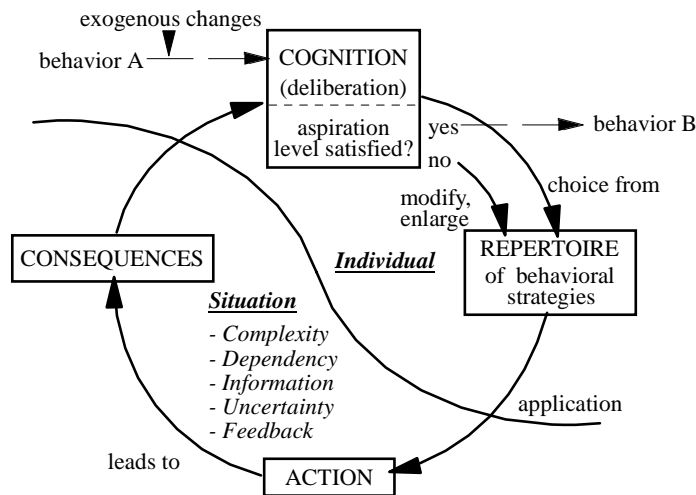 exogenous changes
behavior A
COGNITION
(deliberation)
aspiration
level satisfied?
yes
behavior B
no
modify,
enlarge
choice from
CONSEQUENCES
Individual
REPERTOIRE
of behavioral
strategies
Situation
- Complexity
- Dependency
- Information
- Uncertainty
- Feedback
application
leads to
ACTION